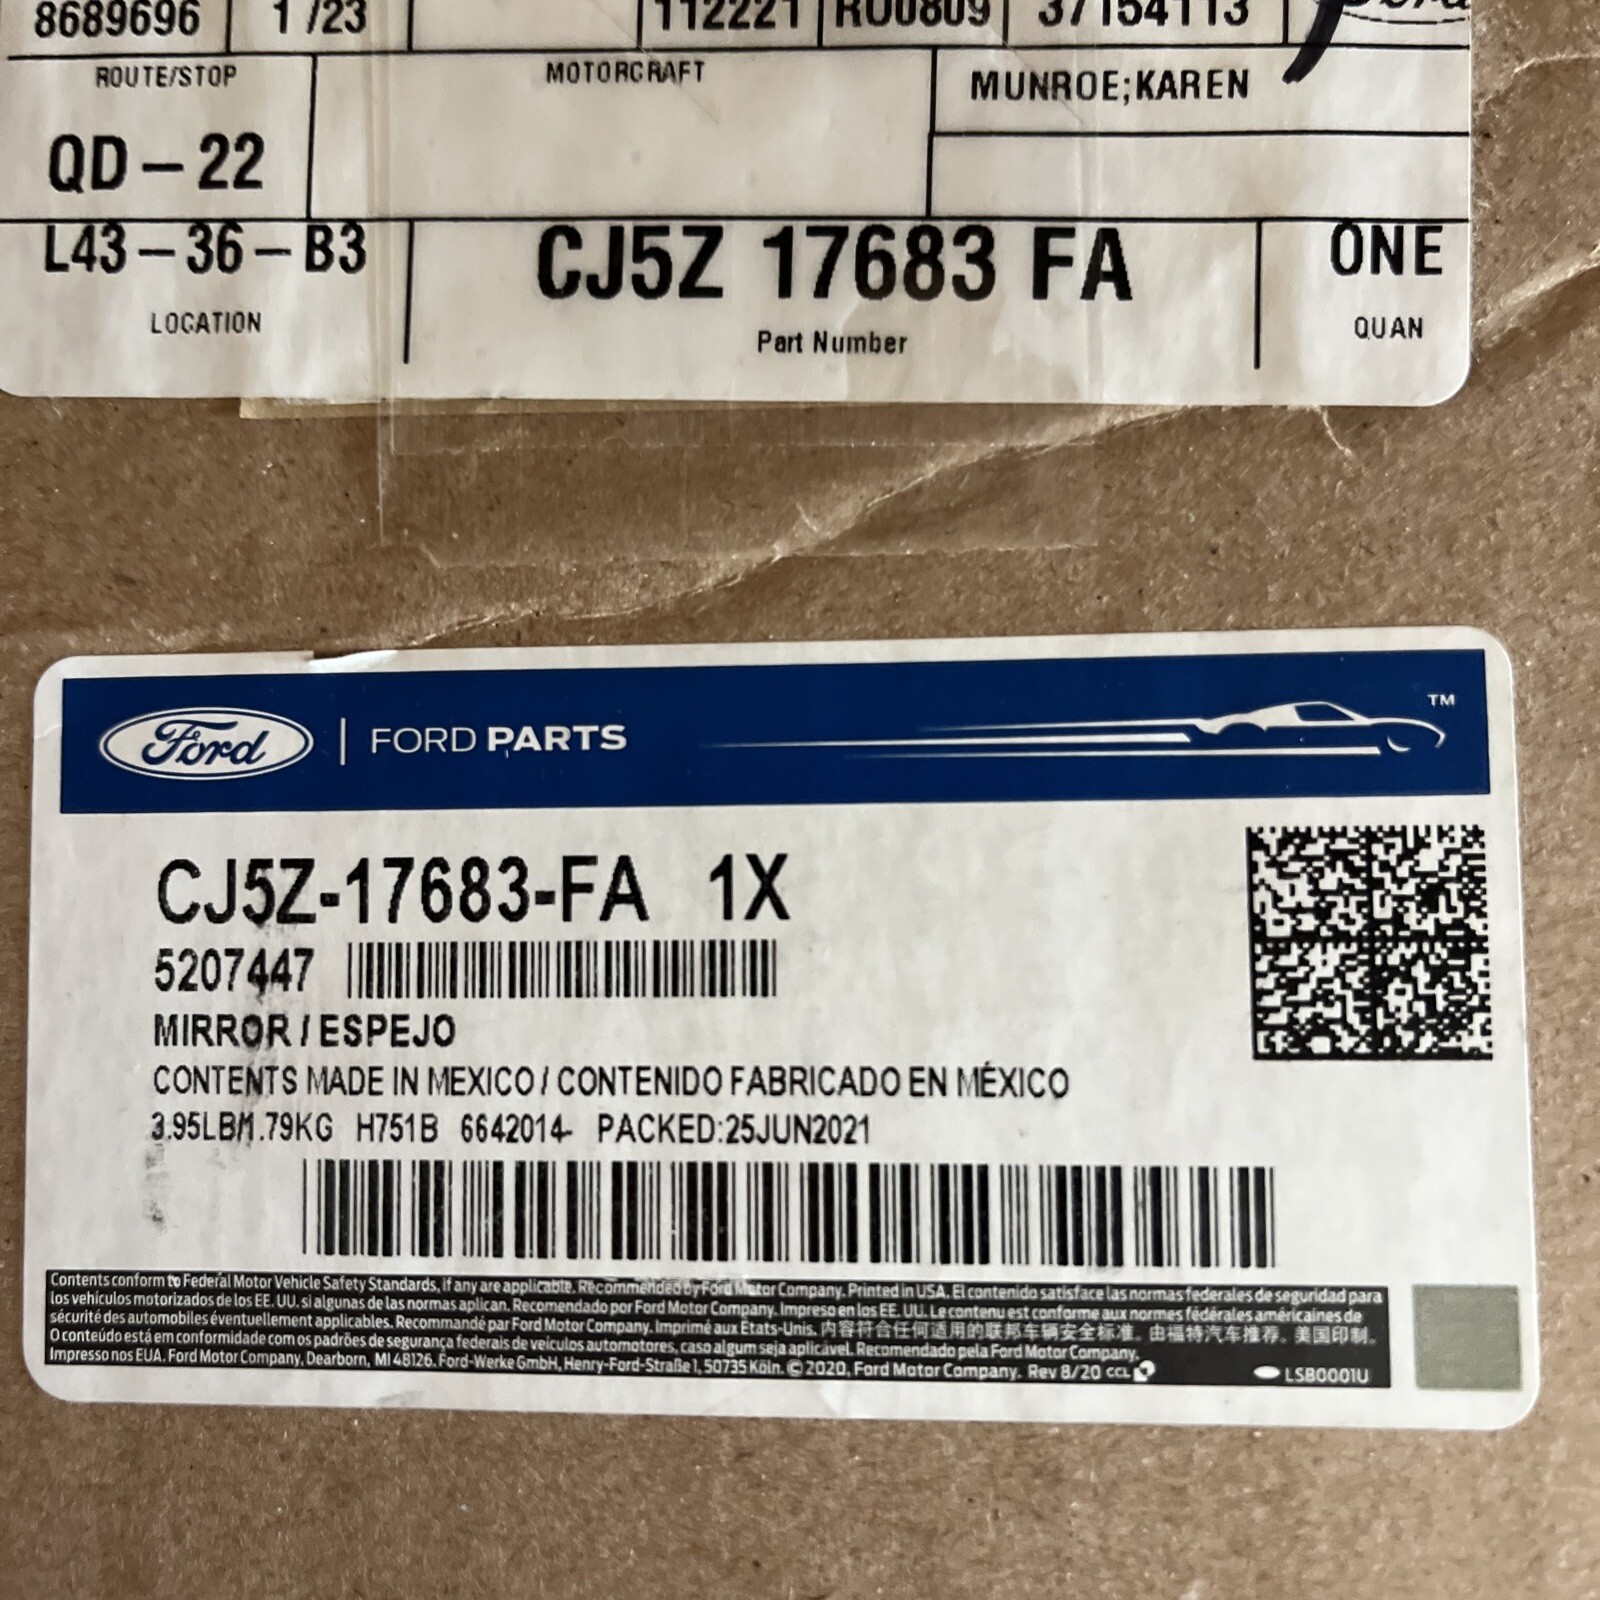 8689696 1 /23 112221 RO0809 37154113
ROUTE/STOP MOTORCRAFT MUNROE;KAREN
QD-22
L43-36-B3 CJ5Z 17683 FA ONE
LOCATION Part Number QUAN
Ford FORD PARTS TM
CJ5Z-17683-FA 1X
5207447
MIRROR / ESPEJO
CONTENTS MADE IN MEXICO / CONTENIDO FABRICADO EN MÉXICO
3.95LB/1.79KG H751B 6642014- PACKED:25JUN2021
Contents conform to Federal Motor Vehicle Safety Standards, if any are applicable. Recommended by Ford Motor Company. Printed in USA. El contenido satisface las normas federales de seguridad para
los vehículos motorizados de los EE. UU. si algunas de las normas aplican. Recomendado por Ford Motor Company. Impreso en los EE. UU. Le contenu est conforme aux normes fédérales américaines de
sécurité des automobiles éventuellement applicables. Recommandé par Ford Motor Company. Imprimé aux États-Unis. 内容符合任何适用的联邦车辆安全标准。由福特汽车推荐。美国印制。
O conteúdo está em conformidade com os padrões de segurança federais de veículos automotores, caso algum seja aplicável. Recomendado pela Ford Motor Company.
Impresso nos EUA. Ford Motor Company, Dearborn, MI 48126. Ford-Werke GmbH, Henry-Ford-Straße 1, 50735 Köln. © 2020, Ford Motor Company. Rev 8/20 CCL LSB0001U